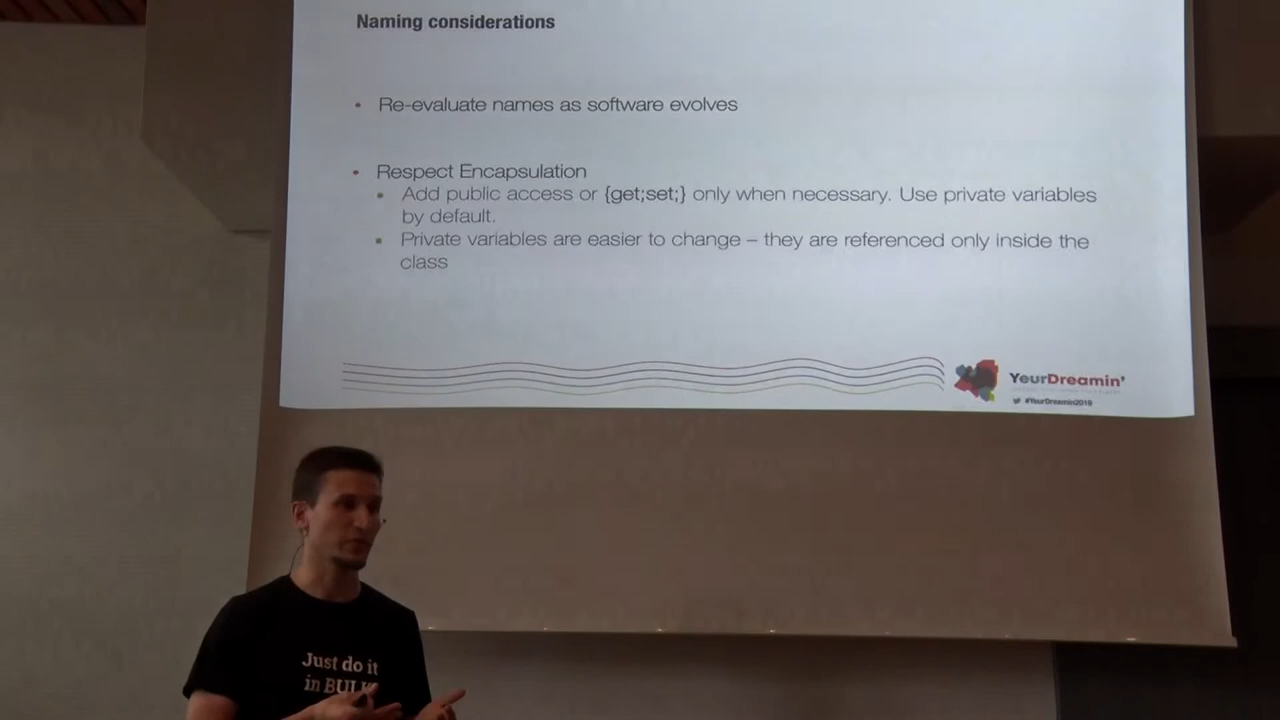 Naming considerations
• Re-evaluate names as software evolves
• Respect Encapsulation
• Add public access or {get;set;} only when necessary. Use private variables
by default.
• Private variables are easier to change – they are referenced only inside the
class
YeurDreamin'
#YeurDreamin2019
Just do it
in BULK